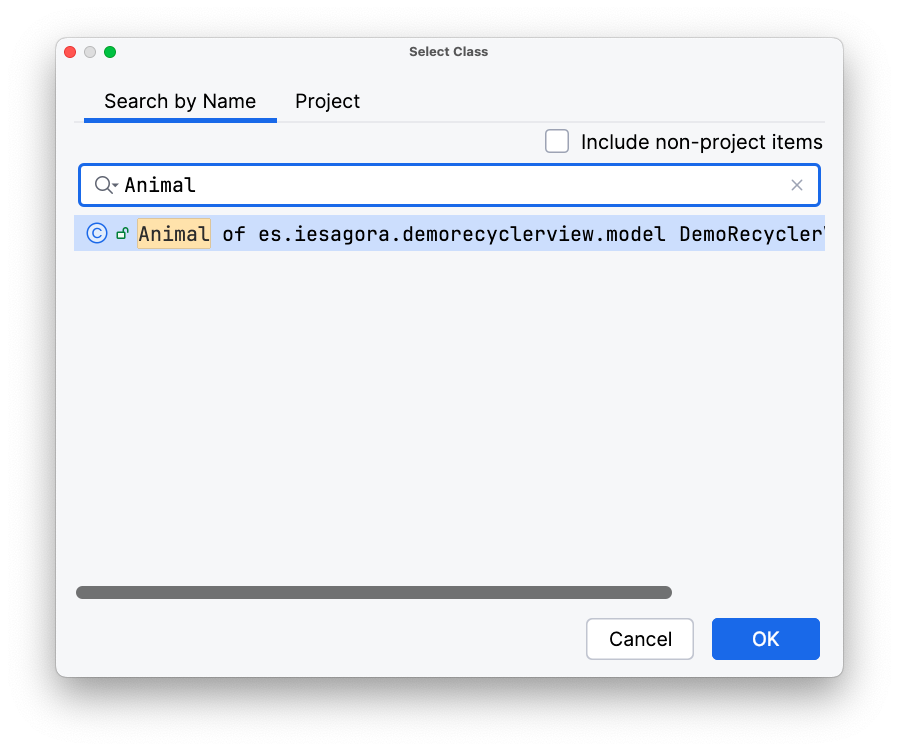 Select Class
Search by Name Project
Include non-project items
Animal
C Animal of es.iesagora.demorecyclerview.model DemoRecycler
Cancel OK